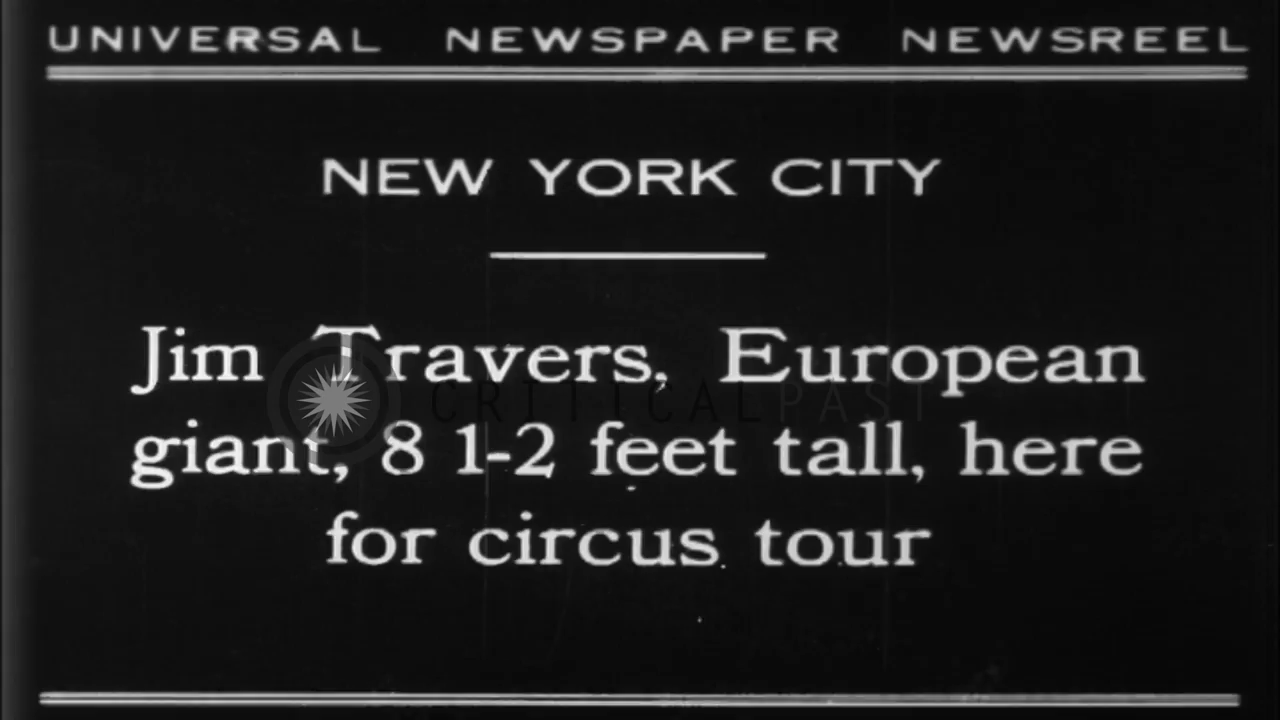 UNIVERSAL NEWSPAPER NEWSREEL
NEW YORK CITY
Jim Travers, European
giant, 8 1-2 feet tall, here
for circus tour
CRITICALPAST